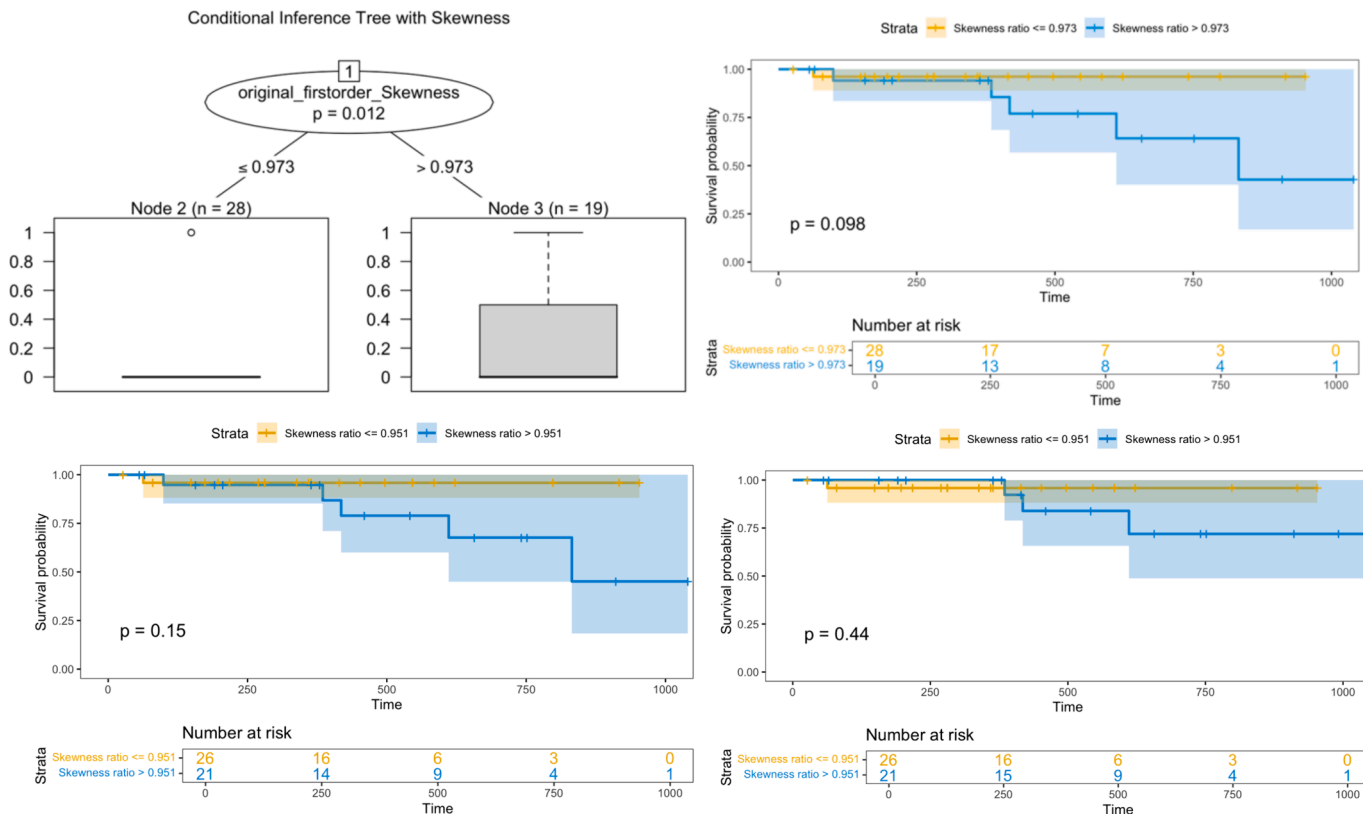 Conditional Inference Tree with Skewness
1
original_firstorder_Skewness
p = 0.012
≤ 0.973
> 0.973
Node 2 (n = 28)
1
0.8
0.6
0.4
0.2
0
Node 3 (n = 19)
1
0.8
0.6
0.4
0.2
0
Strata Skewness ratio <= 0.973 Skewness ratio > 0.973
Survival probability
1.00
0.75
0.50
0.25
0.00
p = 0.098
0 250 500 750 1000
Time
Number at risk
Strata
Skewness ratio <= 0.973 28 17 7 3 0
Skewness ratio > 0.973 19 13 8 4 1
0 250 500 750 1000
Time
Strata Skewness ratio <= 0.951 Skewness ratio > 0.951
Survival probability
1.00
0.75
0.50
0.25
0.00
p = 0.15
0 250 500 750 1000
Time
Number at risk
Strata
Skewness ratio <= 0.951 26 16 6 3 0
Skewness ratio > 0.951 21 14 9 4 1
0 250 500 750 1000
Time
Strata Skewness ratio <= 0.951 Skewness ratio > 0.951
Survival probability
1.00
0.75
0.50
0.25
0.00
p = 0.44
0 250 500 750 1000
Time
Number at risk
Strata
Skewness ratio <= 0.951 26 16 6 3 0
Skewness ratio > 0.951 21 15 9 4 1
0 250 500 750 1000
Time